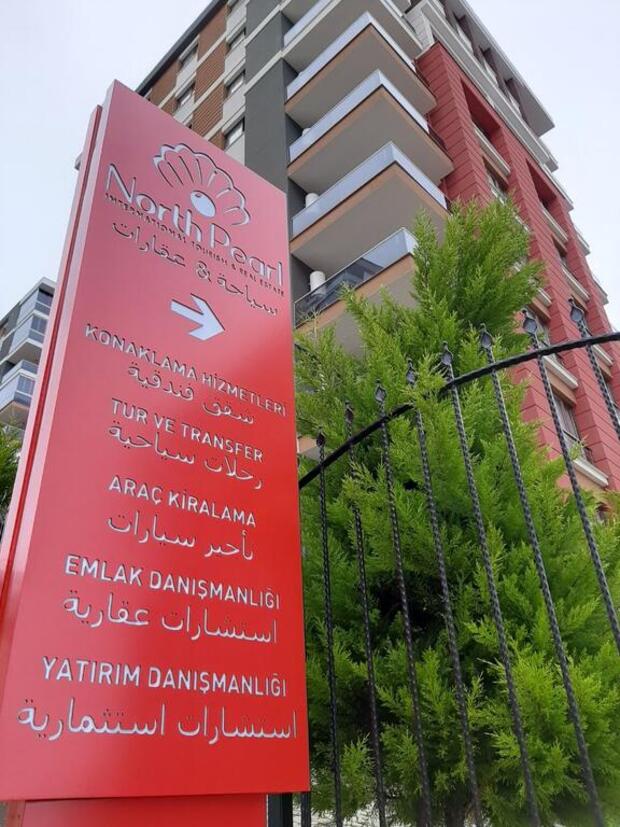 North Pearl
INTERNATIONAL TOURISM & REAL ESTATE
سياحة & عقارات
KONAKLAMA HİZMETLERİ
شقق فندقية
TUR VE TRANSFER
رحلات سياحية
ARAÇ KİRALAMA
تأجير سيارات
EMLAK DANIŞMANLIĞI
استشارات عقارية
YATIRIM DANIŞMANLIĞI
استشارات استثمارية